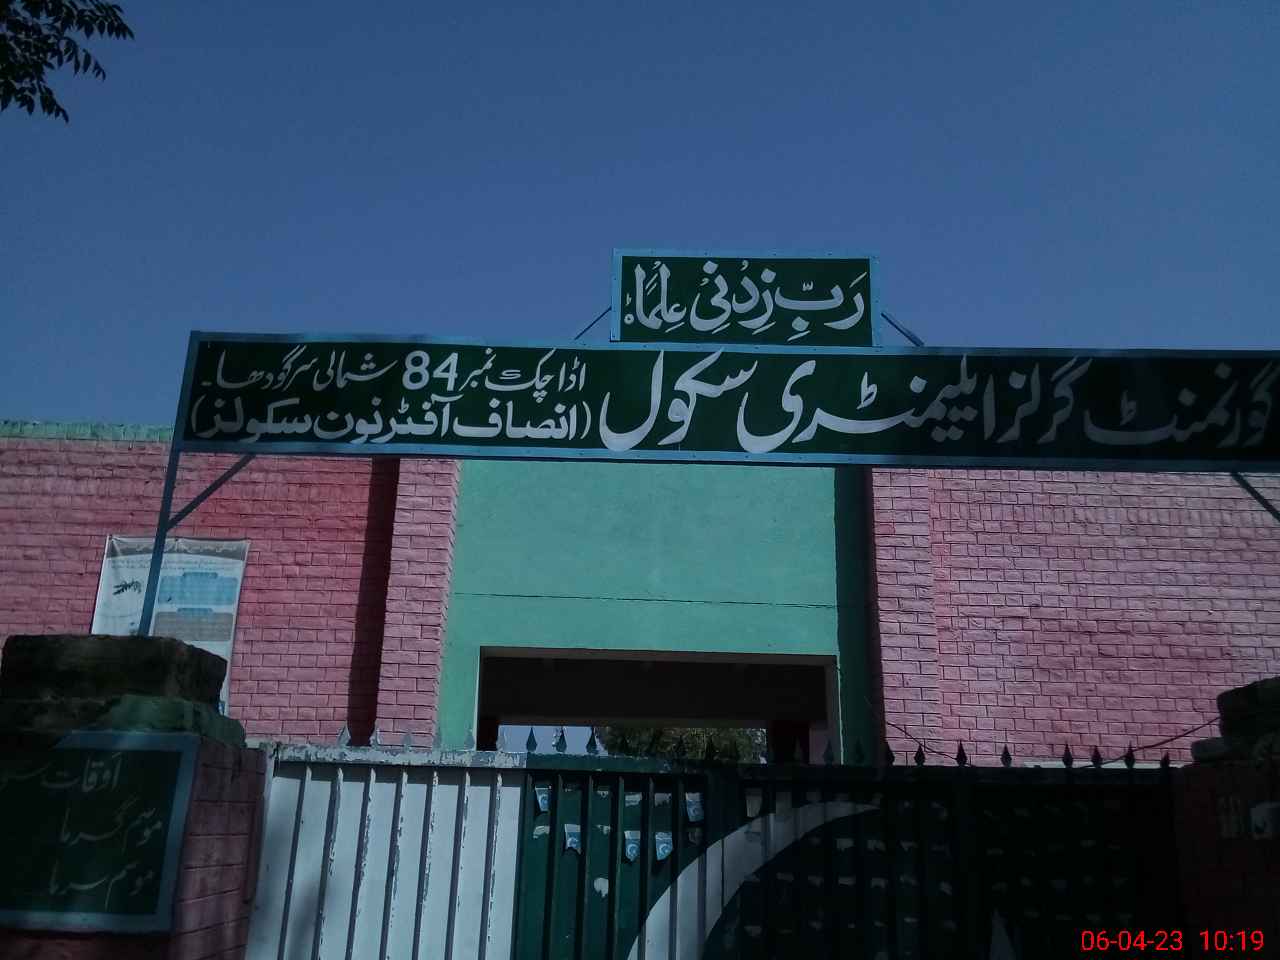 رَبِّ زِدْنِیْ عِلْمًا
گورنمنٹ گرلز ایلیمنٹری سکول
اڈا چک نمبر 84 شمالی سرگودھا۔
(انصاف آفٹر نون سکولز)
اوقات
موسم گرما
موسم سرما
06-04-23 10:19